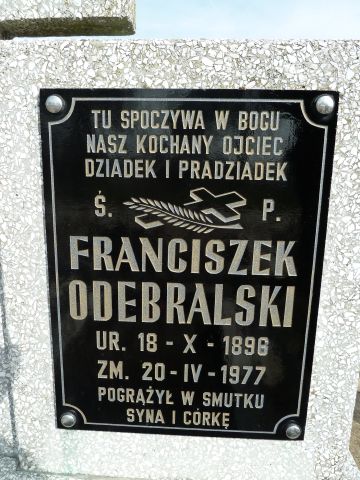 TU SPOCZYWA W BOGU
NASZ KOCHANY OJCIEC
DZIADEK I PRADZIADEK
Ś. P.
FRANCISZEK
ODEBRALSKI
UR. 18 - X - 1896
ZM. 20 - IV - 1977
POGRĄŻYŁ W SMUTKU
SYNA I CÓRKĘ